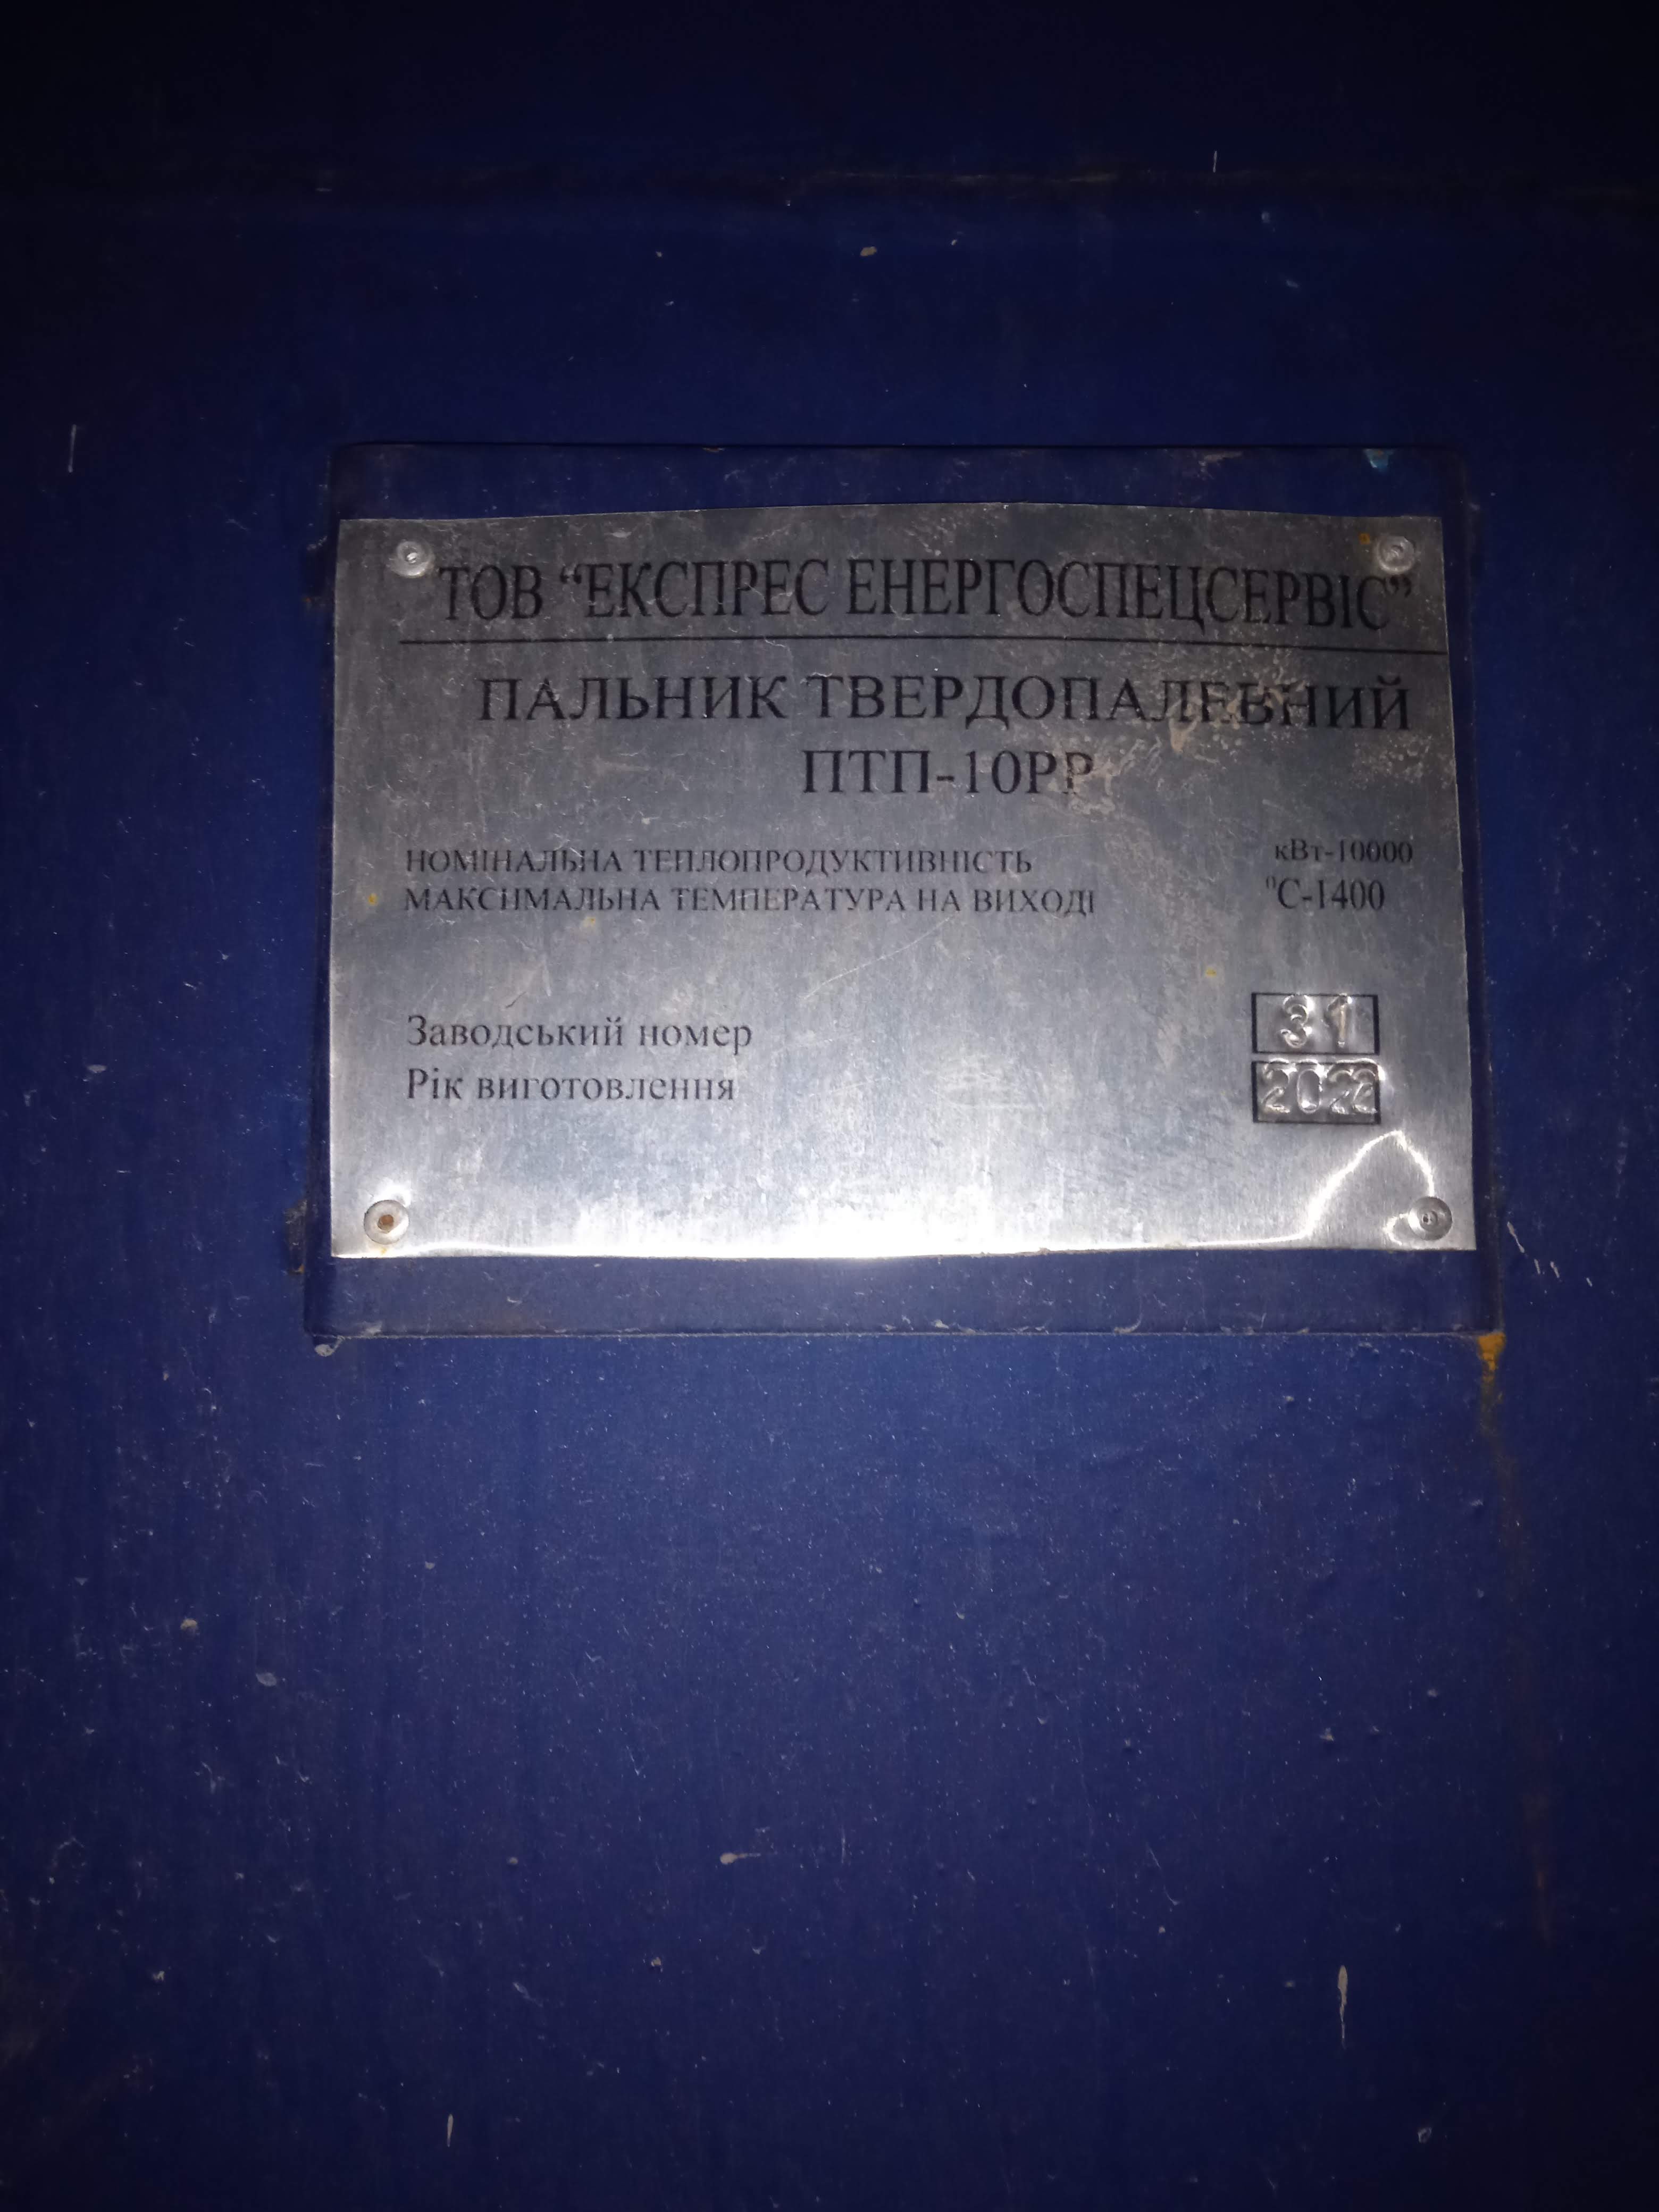 ТОВ “ЕКСПРЕС ЕНЕРГОСПЕЦСЕРВІС”
ПАЛЬНИК ТВЕРДОПАЛЕВНИЙ
ПТП-10РР
НОМІНАЛЬНА ТЕПЛОПРОДУКТИВНІСТЬ кВт-10000
МАКСИМАЛЬНА ТЕМПЕРАТУРА НА ВИХОДІ °С-1400
Заводський номер 31
Рік виготовлення 2022